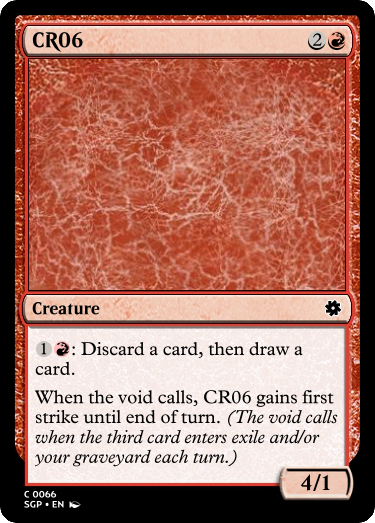 CR06 2
Creature
1 : Discard a card, then draw a
card.
When the void calls, CR06 gains first
strike until end of turn. (The void calls
when the third card enters exile and/or
your graveyard each turn.)
4/1
C 0066
SGP • EN